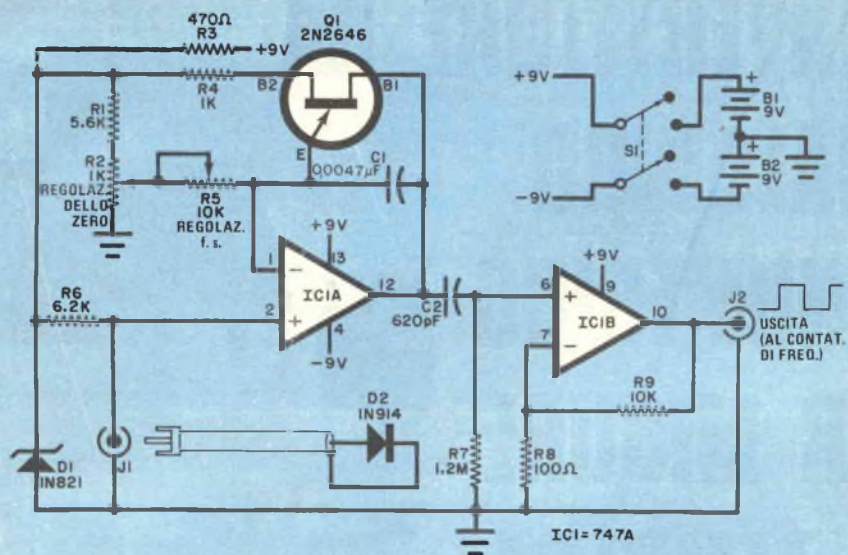 470Ω
R3
+9V
Q1
2N2646
R4
1K
B2
B1
E
R1
5.6K
R2
1K
REGOLAZ.
DELLO
ZERO
R5
10K
REGOLAZ.
f. s.
0,0047µF
C1
+9V
13
1
−
IC1A
12
2
+
4
−9V
R6
6.2K
C2
620pF
D1
1N821
J1
D2
1N914
R7
1.2M
+9V
9
6
+
IC1B
10
7
−
R9
10K
R8
100Ω
J2
USCITA
(AL CONTAT.
DI FREQ.)
+9V
−9V
S1
+
B1
9V
+
B2
9V
IC1=747A